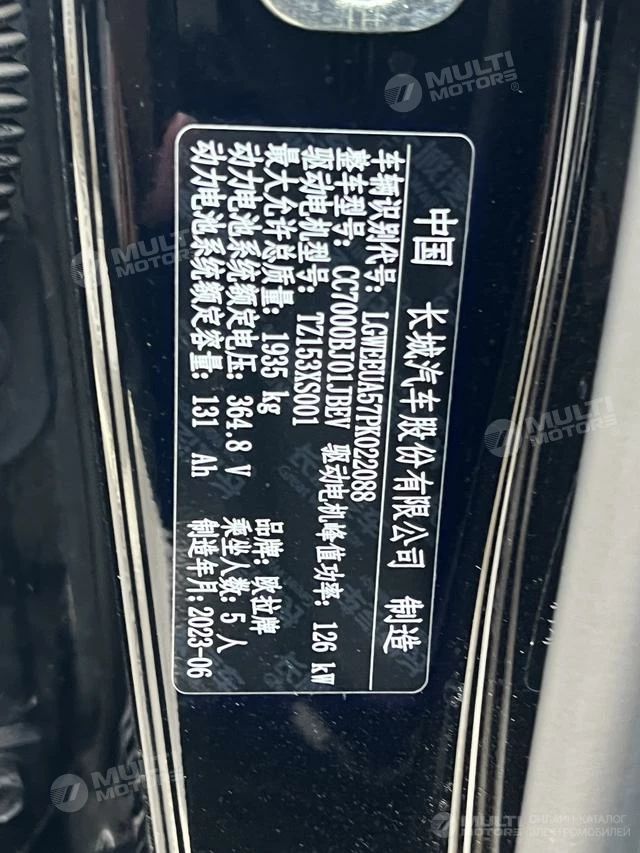 中国 长城汽车股份有限公司 制造
车辆识别代号: LGWEEUA57PK022088
整车型号: CC7000BJ01JBEV 驱动电机峰值功率: 126 kW
驱动电机型号: TZ153XS001
最大允许总质量: 1935 kg 品牌: 欧拉牌
动力电池系统额定电压: 364.8 V 乘坐人数: 5 人
动力电池系统额定容量: 131 Ah 制造年月: 2023-06
MULTI MOTORS®
MULTI MOTORS
MULTI MOTORS
MULTI MOTORS
MULTI MOTORS
ОНЛАЙН-КАТАЛОГ ЭЛЕКТРОМОБИЛЕЙ